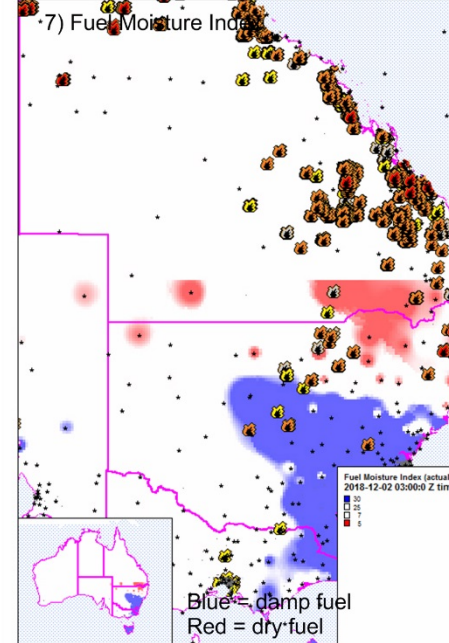 7) Fuel Moisture Index
Fuel Moisture Index (actual
2018-12-02 03:00:0 Z tim
30
25
7
5
Blue = damp fuel
Red = dry fuel